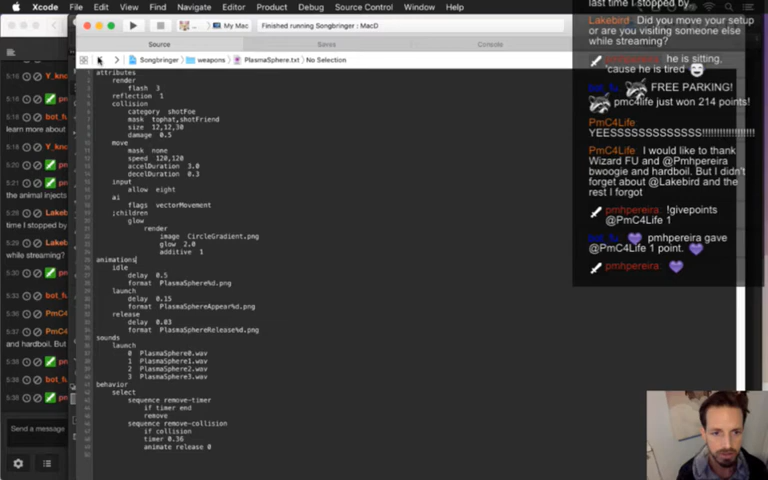 Xcode File Edit View Find Navigate Editor Product Debug Source Control Window Help
My Mac
Finished running Songbringer : MacD
Source
Saves
Console
Songbringer
weapons
PlasmaSphere.txt
No Selection
attributes
render
flash 3
reflection 1
collision
category shotFoe
mask tophat,shotFriend
size 12,12,30
damage 0.5
move
mask none
speed 120,120
accelDuration 3.0
decelDuration 0.3
input
allow eight
ai
flags vectorMovement
;children
glow
render
image CircleGradient.png
glow 2,0
additive 1
animations
idle
delay 0.5
format PlasmaSphere%d.png
launch
delay 0.15
format PlasmaSphereAppear%d.png
release
delay 0.03
format PlasmaSphereRelease%d.png
sounds
launch
0 PlasmaSphere0.wav
1 PlasmaSphere1.wav
2 PlasmaSphere2.wav
3 PlasmaSphere3.wav
behavior
select
sequence remove-timer
if timer end
remove
sequence remove-collision
if collision
timer 0.36
animate release 0
last time I stopped by
Lakebird Did you move your setup
or are you visiting someone else
while streaming?
he is sitting,
'cause he is tired
FREE PARKING!
pmc4life just won 214 points!
PmC4Life
YEESSSSSSSSSSSS!!!!!!!!!!!!!!!!!!!
PmC4Life I would like to thank
Wizard FU and @Pmhpereira
bwoogie and hardboil. But I didn't
forget about @Lakebird and the
rest I forgot
pmhpereira: !givepoints
@PmC4Life 1
pmhpereira gave
@PmC4Life 1 point.
pmhpereira:
learn more about
the animal injects
time I stopped by
while streaming?
and hardboil. But
Send a message